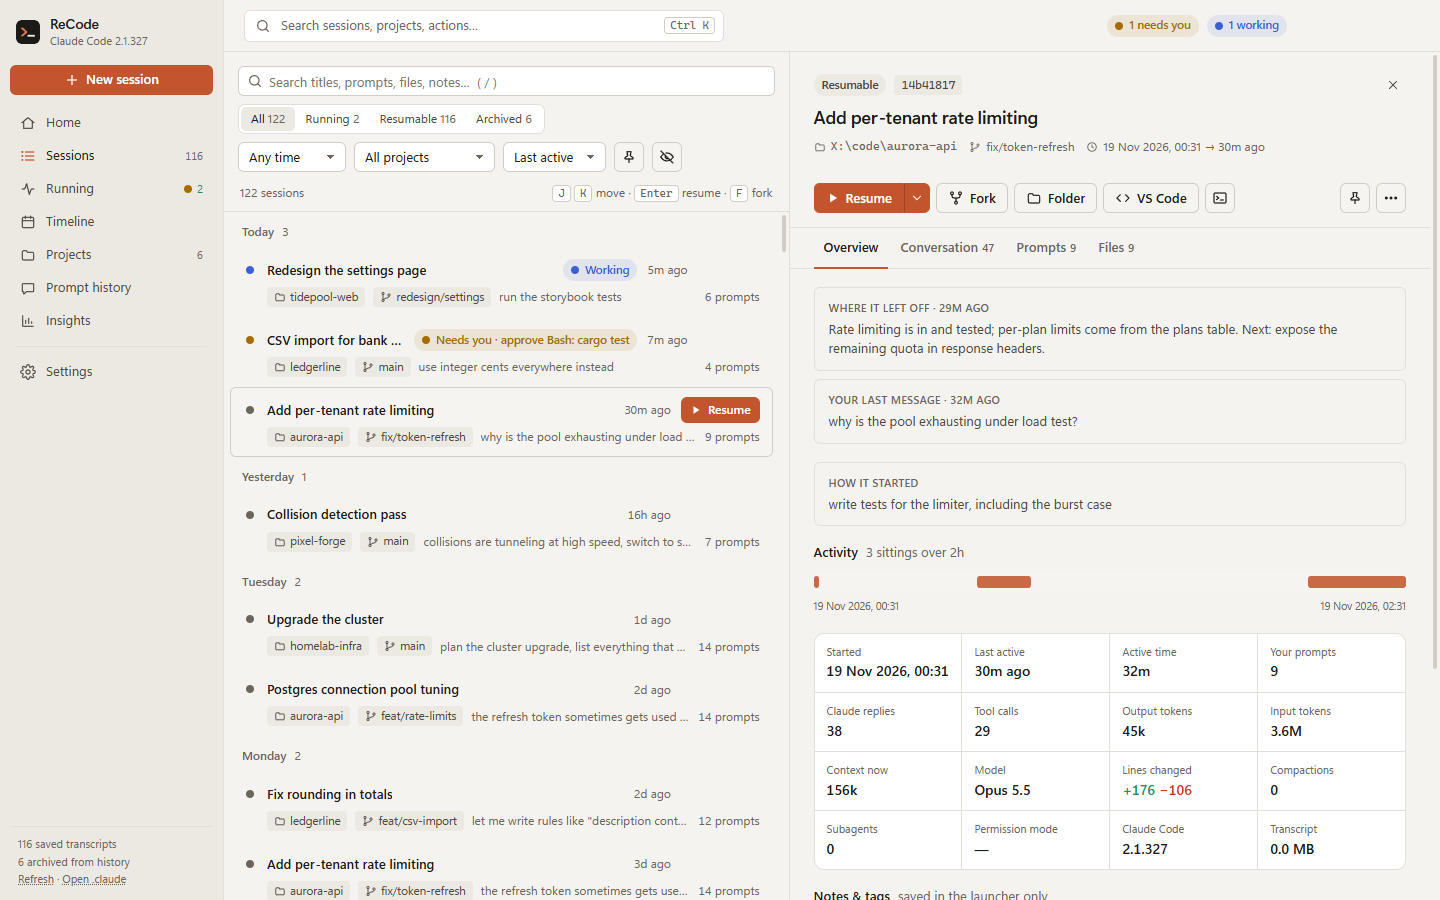 ReCode
Claude Code 2.1.327
New session
Home
Sessions 116
Running 2
Timeline
Projects 6
Prompt history
Insights
Settings
116 saved transcripts
6 archived from history
Refresh · Open .claude
Search sessions, projects, actions... Ctrl K
1 needs you 1 working
Search titles, prompts, files, notes... ( / )
All 122 Running 2 Resumable 116 Archived 6
Any time All projects Last active
122 sessions J K move · Enter resume · F fork
Today 3
Redesign the settings page Working 5m ago
tidepool-web redesign/settings run the storybook tests 6 prompts
CSV import for bank ... Needs you · approve Bash: cargo test 7m ago
ledgerline main use integer cents everywhere instead 4 prompts
Add per-tenant rate limiting 30m ago Resume
aurora-api fix/token-refresh why is the pool exhausting under load ... 9 prompts
Yesterday 1
Collision detection pass 16h ago
pixel-forge main collisions are tunneling at high speed, switch to s... 7 prompts
Tuesday 2
Upgrade the cluster 1d ago
homelab-infra main plan the cluster upgrade, list everything that ... 14 prompts
Postgres connection pool tuning 2d ago
aurora-api feat/rate-limits the refresh token sometimes gets used ... 14 prompts
Monday 2
Fix rounding in totals 2d ago
ledgerline feat/csv-import let me write rules like "description cont... 12 prompts
Add per-tenant rate limiting 3d ago
aurora-api fix/token-refresh the refresh token sometimes gets use... 14 prompts
Resumable 14b41817
Add per-tenant rate limiting
X:\code\aurora-api fix/token-refresh 19 Nov 2026, 00:31 → 30m ago
Resume Fork Folder VS Code
Overview Conversation 47 Prompts 9 Files 9
WHERE IT LEFT OFF · 29M AGO
Rate limiting is in and tested; per-plan limits come from the plans table. Next: expose the
remaining quota in response headers.
YOUR LAST MESSAGE · 32M AGO
why is the pool exhausting under load test?
HOW IT STARTED
write tests for the limiter, including the burst case
Activity 3 sittings over 2h
19 Nov 2026, 00:31 19 Nov 2026, 02:31
Started Last active Active time Your prompts
19 Nov 2026, 00:31 30m ago 32m 9
Claude replies Tool calls Output tokens Input tokens
38 29 45k 3.6M
Context now Model Lines changed Compactions
156k Opus 5.5 +176 −106 0
Subagents Permission mode Claude Code Transcript
0 — 2.1.327 0.0 MB
Notes & tags saved in the launcher only